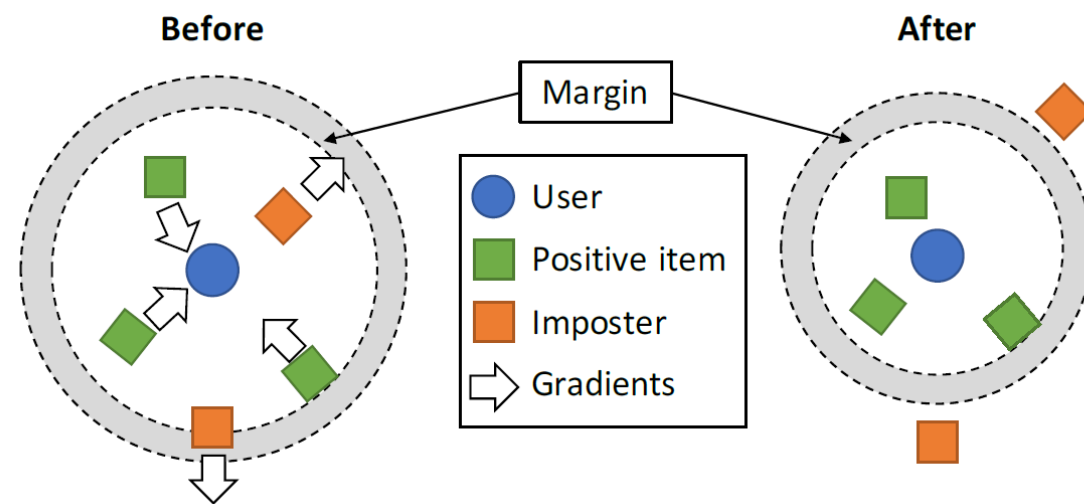 Before
After
Margin
User
Positive item
Imposter
Gradients